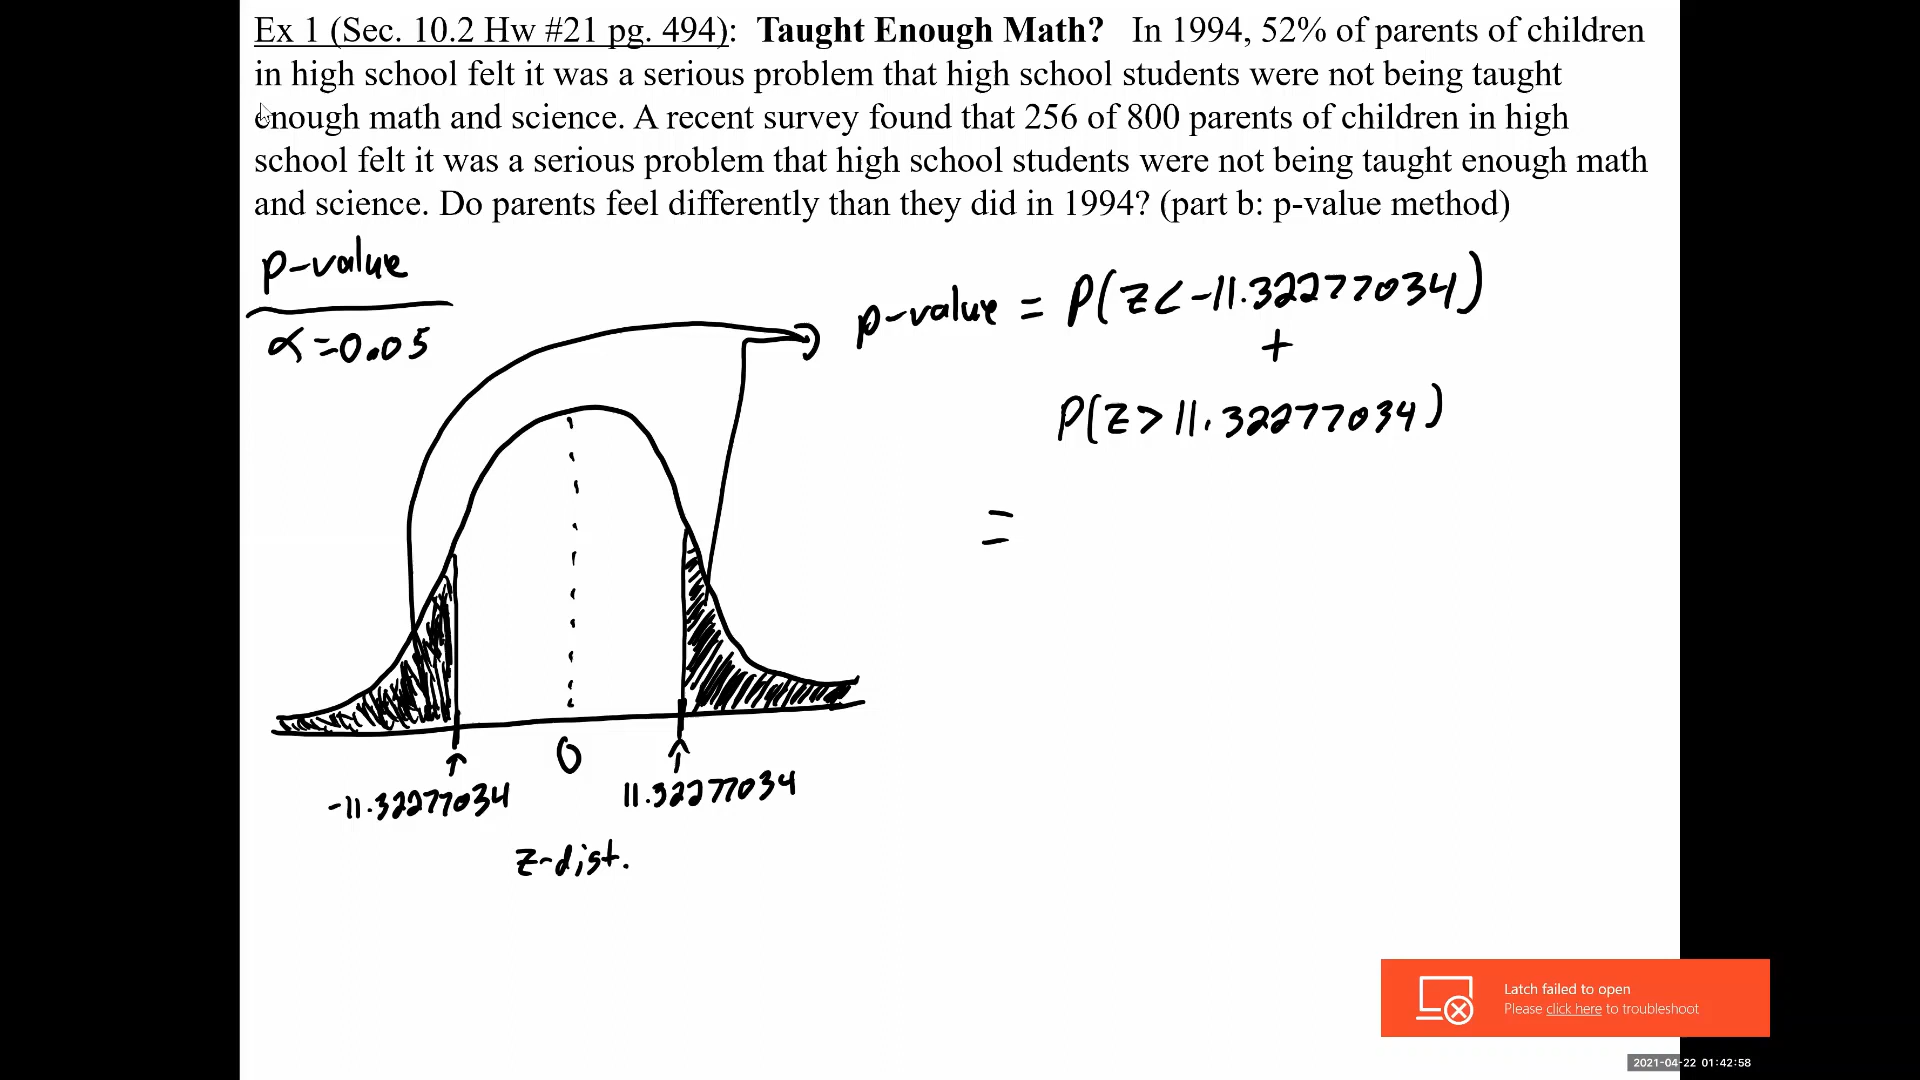 Ex 1 (Sec. 10.2 Hw #21 pg. 494): Taught Enough Math? In 1994, 52% of parents of children
in high school felt it was a serious problem that high school students were not being taught
enough math and science. A recent survey found that 256 of 800 parents of children in high
school felt it was a serious problem that high school students were not being taught enough math
and science. Do parents feel differently than they did in 1994? (part b: p-value method)
p-value
α=0.05
p-value = P(Z<-11.32277034)
+
P(Z>11.32277034)
=
0
-11.32277034
11.32277034
Z-dist.
Latch failed to open
Please click here to troubleshoot
2021-04-22 01:42:58